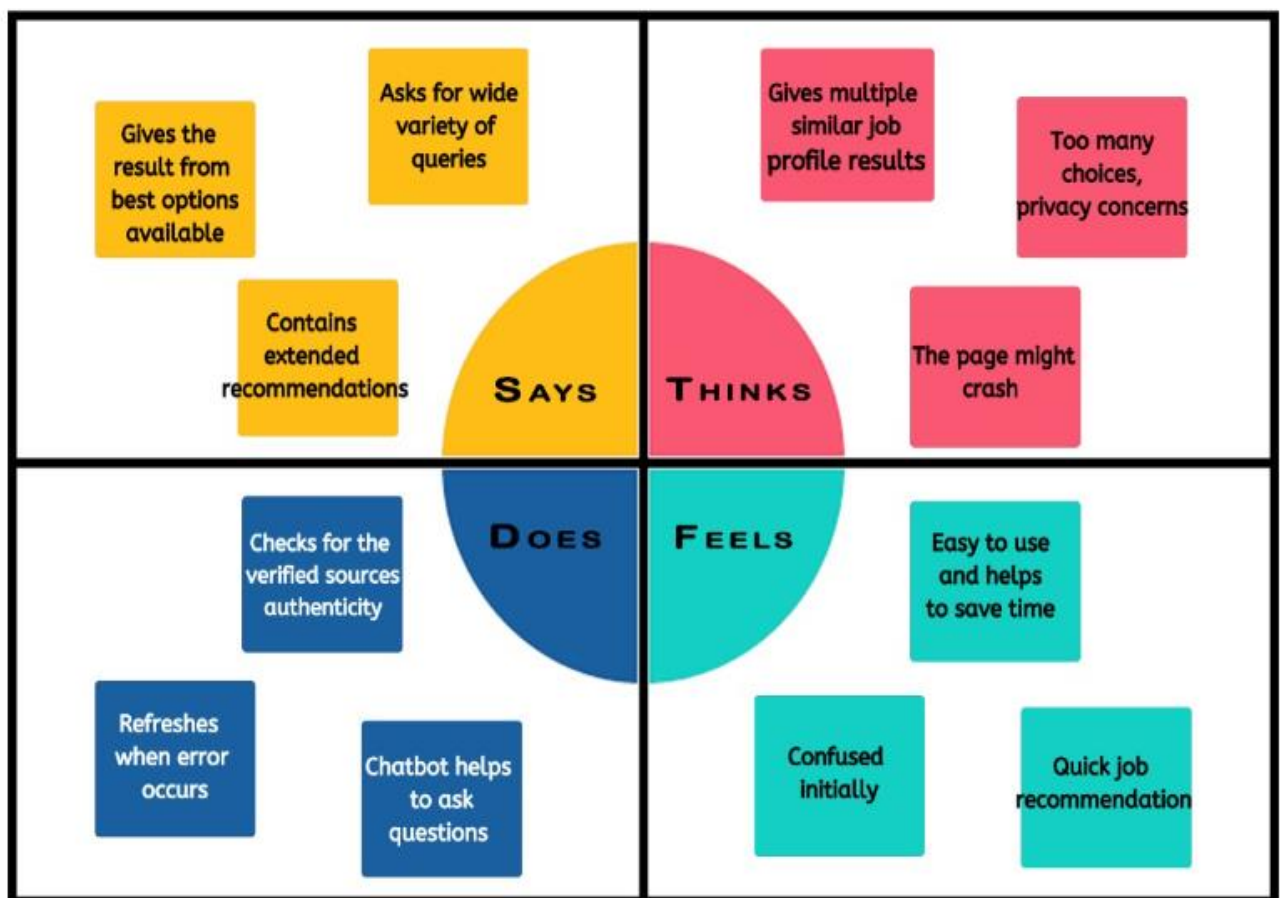 Gives the
result from
best options
available
Asks for wide
variety of
queries
Contains
extended
recommendations
SAYS
Gives multiple
similar job
profile results
Too many
choices,
privacy concerns
The page might
crash
THINKS
Checks for the
verified sources
authenticity
Refreshes
when error
occurs
Chatbot helps
to ask
questions
DOES
FEELS
Easy to use
and helps
to save time
Confused
initially
Quick job
recommendation